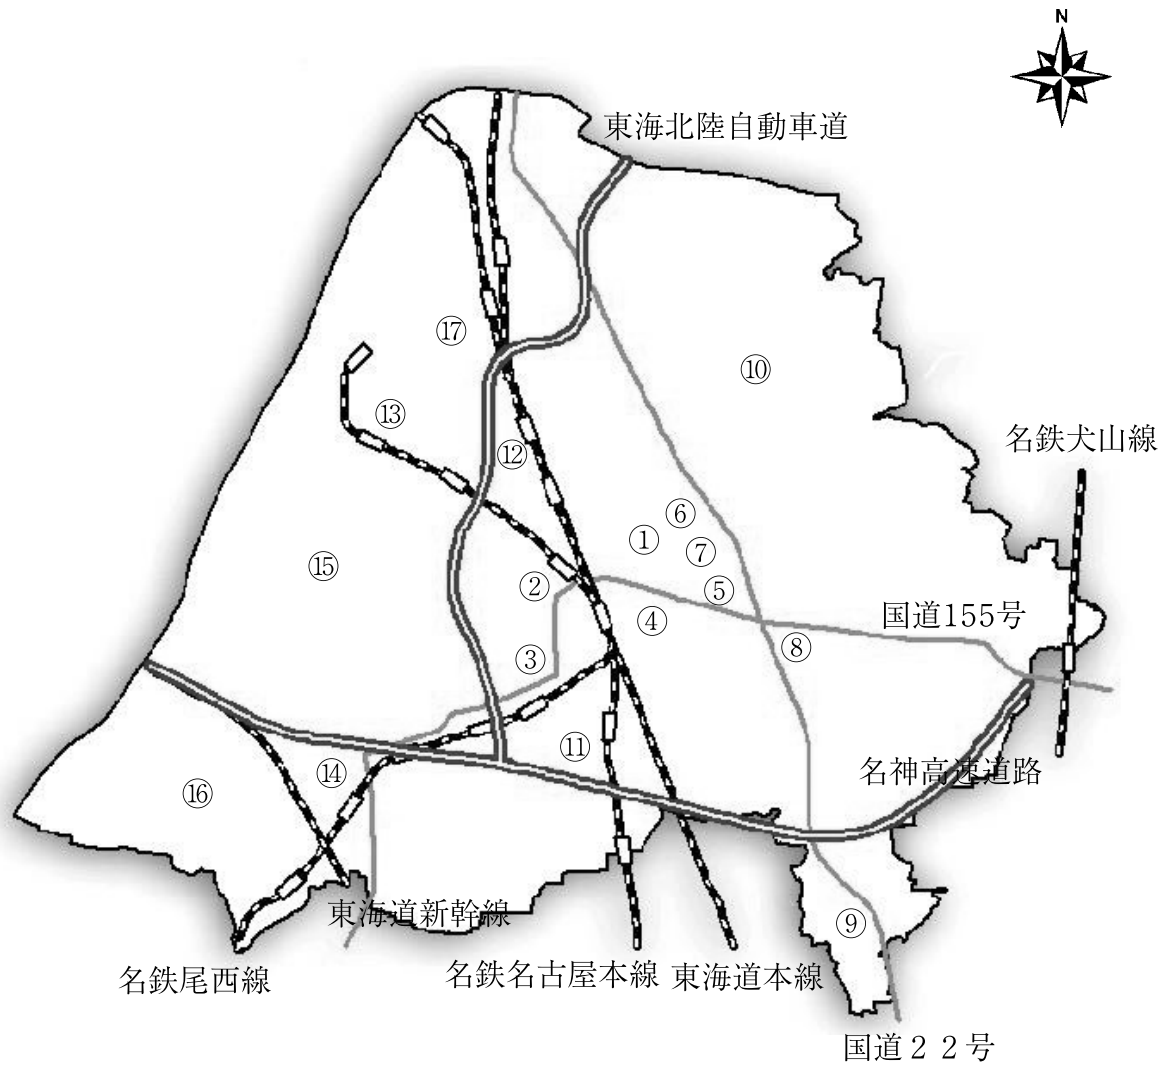 N
東海北陸自動車道
⑰
⑩
⑬
名鉄犬山線
⑫
⑥
①
⑦
⑮
②
⑤
国道155号
④
⑧
③
⑪
名神高速道路
⑭
⑯
東海道新幹線
⑨
名鉄尾西線
名鉄名古屋本線
東海道本線
国道２２号